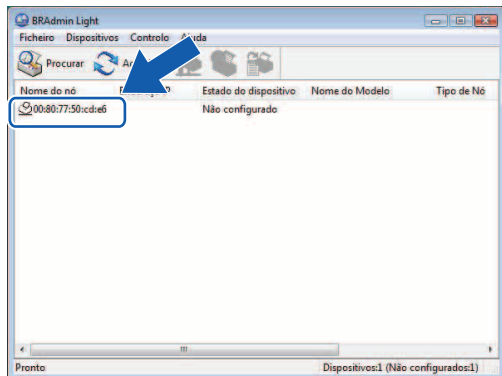 BRAdmin Light
Ficheiro Dispositivos Controlo
Procurar
Nome do nó Estado do dispositivo Nome do Modelo Tipo de Nó
00:80:77:50:cd:e6 Não configurado
Pronto Dispositivos:1 (Não configurados:1)